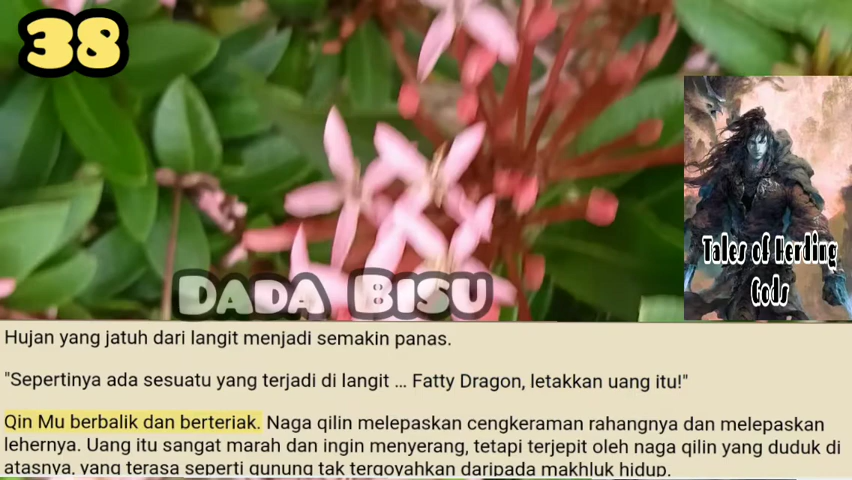 38
Tales of Herding
Gods
DADA BISU
Hujan yang jatuh dari langit menjadi semakin panas.
"Sepertinya ada sesuatu yang terjadi di langit ... Fatty Dragon, letakkan uang itu!"
Qin Mu berbalik dan berteriak. Naga qilin melepaskan cengkeraman rahangnya dan melepaskan
lehernya. Uang itu sangat marah dan ingin menyerang, tetapi terjepit oleh naga qilin yang duduk di
atasnya, yang terasa seperti gunung tak tergoyahkan daripada makhluk hidup.